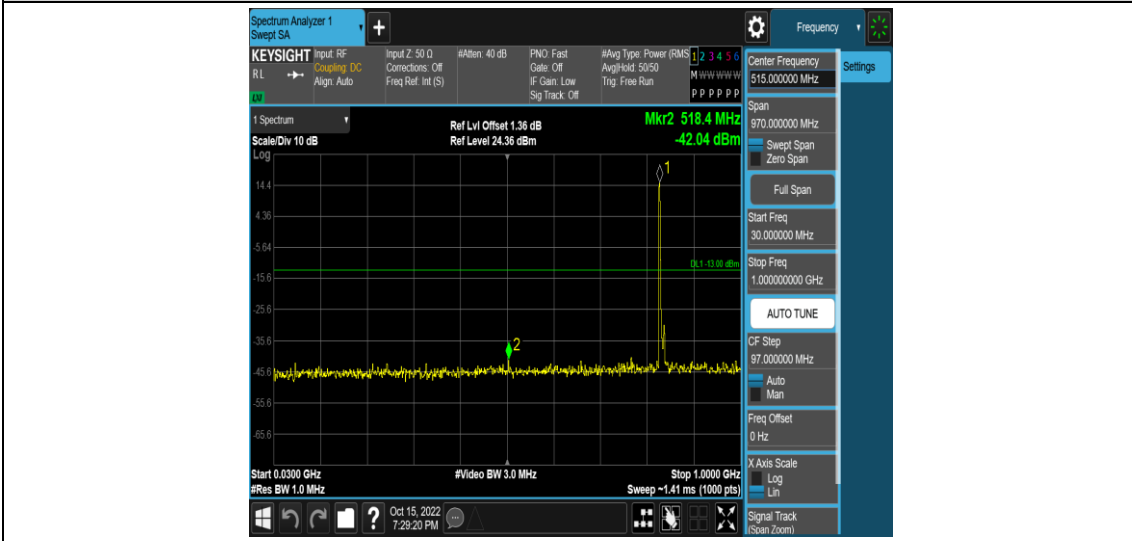 Spectrum Analyzer 1
Swept SA
+
Frequency
KEYSIGHT
RL
Input: RF
Coupling: DC
Align: Auto
Input Z: 50 Ω
Corrections: Off
Freq Ref: Int (S)
#Atten: 40 dB
PNO: Fast
Gate: Off
IF Gain: Low
Sig Track: Off
#Avg Type: Power (RMS
Avg|Hold: 50/50
Trig: Free Run
1 2 3 4 5 6
M W W W W W
P P P P P P
1 Spectrum
Scale/Div 10 dB
Log
Ref Lvl Offset 1.36 dB
Ref Level 24.36 dBm
Mkr2 518.4 MHz
-42.04 dBm
1
14.4
4.36
-5.64
DL1 -13.00 dBm
-15.6
-25.6
-35.6
2
-45.6
-55.6
-65.6
Start 0.0300 GHz
#Res BW 1.0 MHz
#Video BW 3.0 MHz
Stop 1.0000 GHz
Sweep ~1.41 ms (1000 pts)
?
Oct 15, 2022
7:29:20 PM
Center Frequency
515.000000 MHz
Settings
Span
970.000000 MHz
Swept Span
Zero Span
Full Span
Start Freq
30.000000 MHz
Stop Freq
1.000000000 GHz
AUTO TUNE
CF Step
97.000000 MHz
Auto
Man
Freq Offset
0 Hz
X Axis Scale
Log
Lin
Signal Track
(Span Zoom)